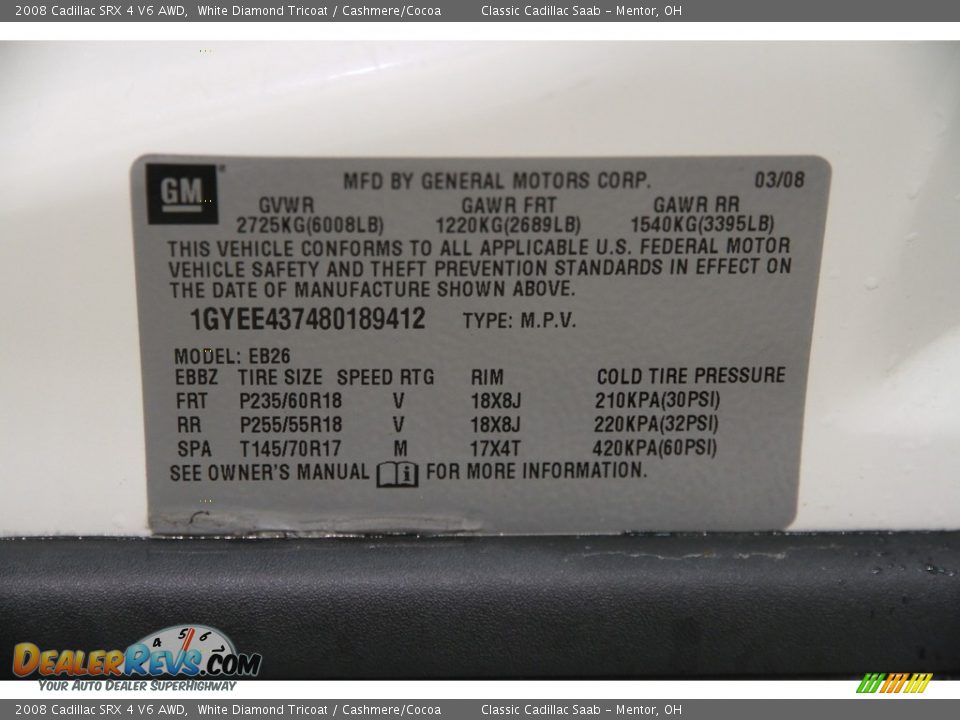 2008 Cadillac SRX 4 V6 AWD, White Diamond Tricoat / Cashmere/Cocoa Classic Cadillac Saab - Mentor, OH
GM MFD BY GENERAL MOTORS CORP. 03/08
GVWR GAWR FRT GAWR RR
2725KG(6008LB) 1220KG(2689LB) 1540KG(3395LB)
THIS VEHICLE CONFORMS TO ALL APPLICABLE U.S. FEDERAL MOTOR
VEHICLE SAFETY AND THEFT PREVENTION STANDARDS IN EFFECT ON
THE DATE OF MANUFACTURE SHOWN ABOVE.
1GYEE437480189412 TYPE: M.P.V.
MODEL: EB26
EBBZ TIRE SIZE SPEED RTG RIM COLD TIRE PRESSURE
FRT P235/60R18 V 18X8J 210KPA(30PSI)
RR P255/55R18 V 18X8J 220KPA(32PSI)
SPA T145/70R17 M 17X4T 420KPA(60PSI)
SEE OWNER'S MANUAL i FOR MORE INFORMATION.
4 5 6 7
DEALERREVS.COM
YOUR AUTO DEALER SUPERHIGHWAY
2008 Cadillac SRX 4 V6 AWD, White Diamond Tricoat / Cashmere/Cocoa Classic Cadillac Saab - Mentor, OH